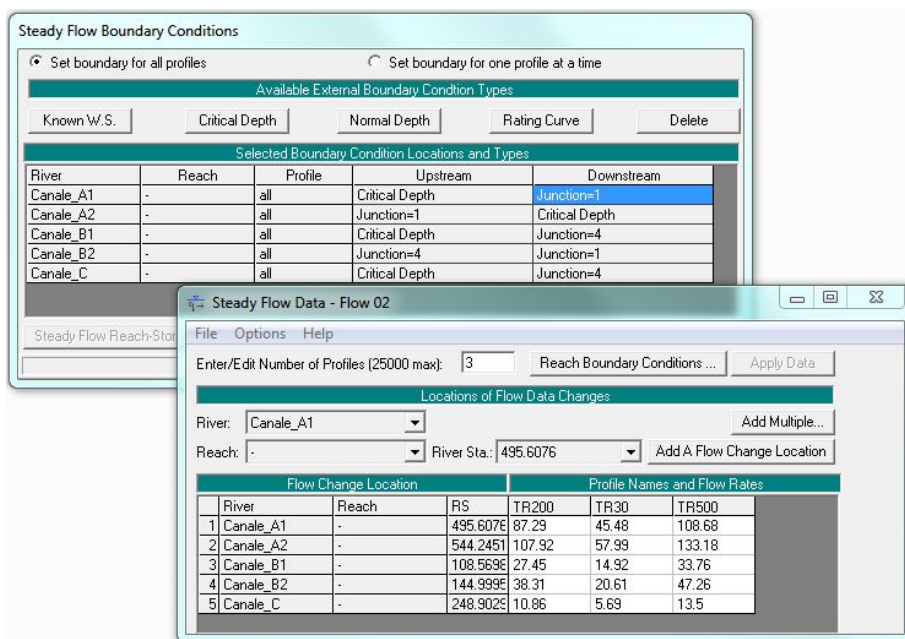 Steady Flow Boundary Conditions
Set boundary for all profiles Set boundary for one profile at a time
Available External Boundary Condtion Types
Known W.S. Critical Depth Normal Depth Rating Curve Delete
Selected Boundary Condition Locations and Types
River Reach Profile Upstream Downstream
Canale_A1 - all Critical Depth Junction=1
Canale_A2 - all Junction=1 Critical Depth
Canale_B1 - all Critical Depth Junction=4
Canale_B2 - all Junction=4 Junction=1
Canale_C - all Critical Depth Junction=4
Steady Flow Reach-Stor
Steady Flow Data - Flow 02
File Options Help
Enter/Edit Number of Profiles (25000 max): 3 Reach Boundary Conditions ... Apply Data
Locations of Flow Data Changes
River: Canale_A1 Add Multiple...
Reach: - River Sta.: 495.6076 Add A Flow Change Location
Flow Change Location Profile Names and Flow Rates
River Reach RS TR200 TR30 TR500
1 Canale_A1 - 495.6076 87.29 45.48 108.68
2 Canale_A2 - 544.2451 107.92 57.99 133.18
3 Canale_B1 - 108.5698 27.45 14.92 33.76
4 Canale_B2 - 144.9995 38.31 20.61 47.26
5 Canale_C - 248.9029 10.86 5.69 13.5